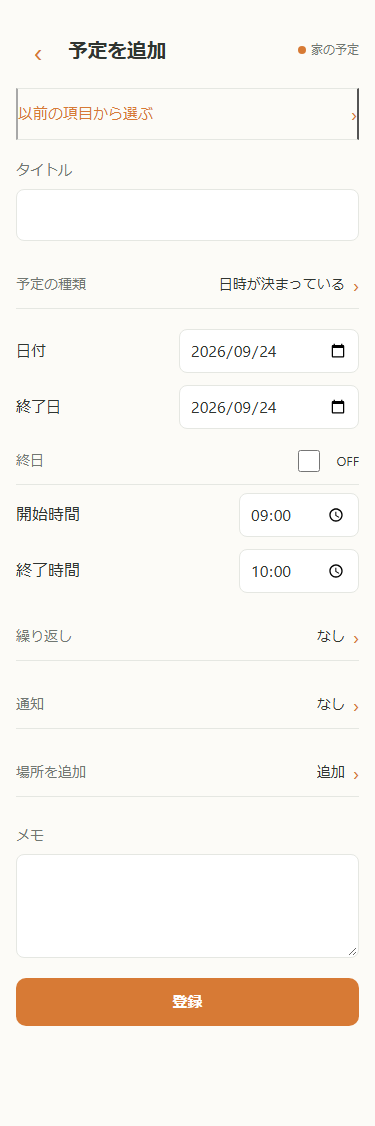 ‹ 予定を追加 家の予定
以前の項目から選ぶ ›
タイトル
予定の種類 日時が決まっている ›
日付 2026/09/24
終了日 2026/09/24
終日 OFF
開始時間 09:00
終了時間 10:00
繰り返し なし ›
通知 なし ›
場所を追加 追加 ›
メモ
登録